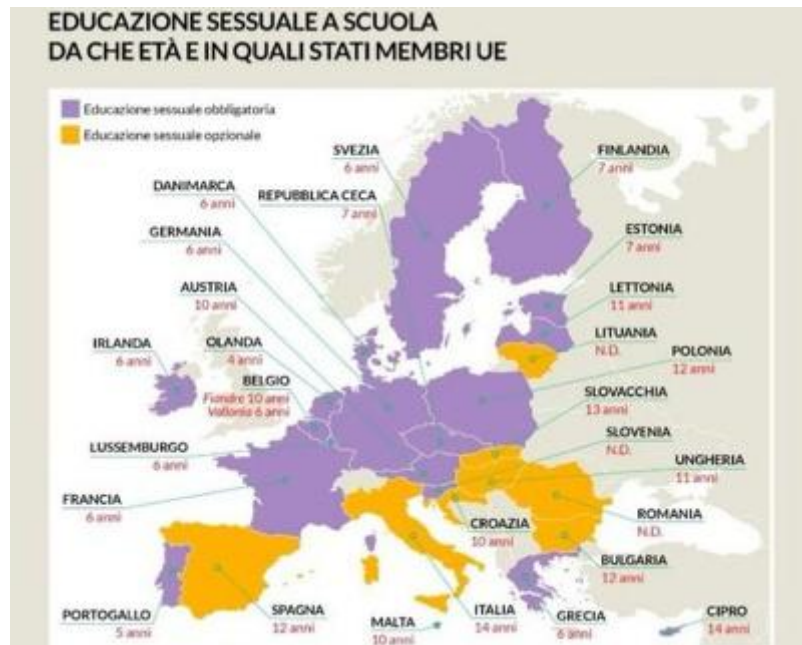 EDUCAZIONE SESSUALE A SCUOLA
DA CHE ETÀ E IN QUALI STATI MEMBRI UE
Educazione sessuale obbligatoria
Educazione sessuale opzionale
SVEZIA
6 anni
FINLANDIA
7 anni
DANIMARCA
6 anni
REPUBBLICA CECA
7 anni
GERMANIA
6 anni
ESTONIA
7 anni
AUSTRIA
10 anni
LETTONIA
11 anni
LITUANIA
N.D.
IRLANDA
6 anni
OLANDA
4 anni
POLONIA
12 anni
BELGIO
Fiandre 10 anni
Vallonia 6 anni
SLOVACCHIA
13 anni
SLOVENIA
N.D.
LUSSEMBURGO
6 anni
UNGHERIA
11 anni
FRANCIA
6 anni
CROAZIA
10 anni
ROMANIA
N.D.
BULGARIA
12 anni
PORTOGALLO
5 anni
SPAGNA
12 anni
MALTA
10 anni
ITALIA
14 anni
GRECIA
6 anni
CIPRO
14 anni